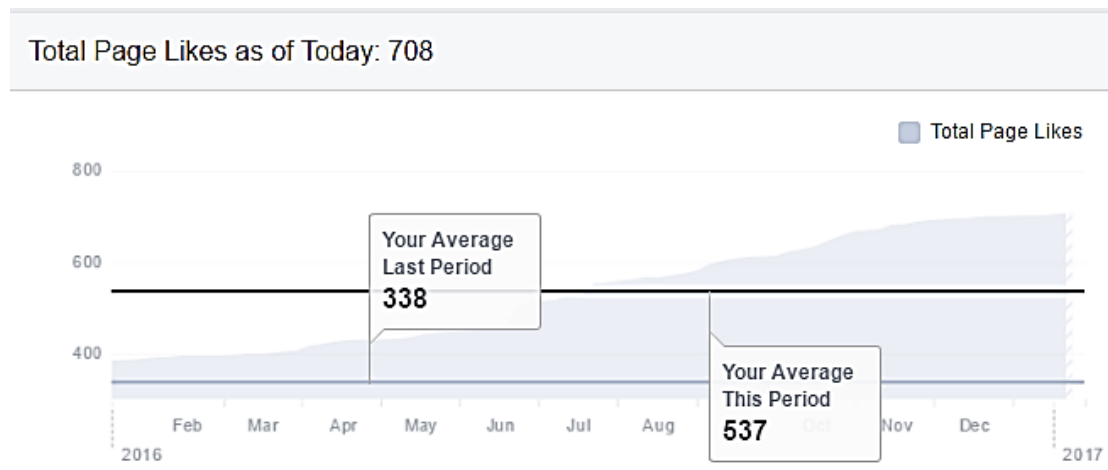 Total Page Likes as of Today: 708
Total Page Likes
800
600
400
Your Average
Last Period
338
Your Average
This Period
537
Feb Mar Apr May Jun Jul Aug Oct Nov Dec
2016 2017